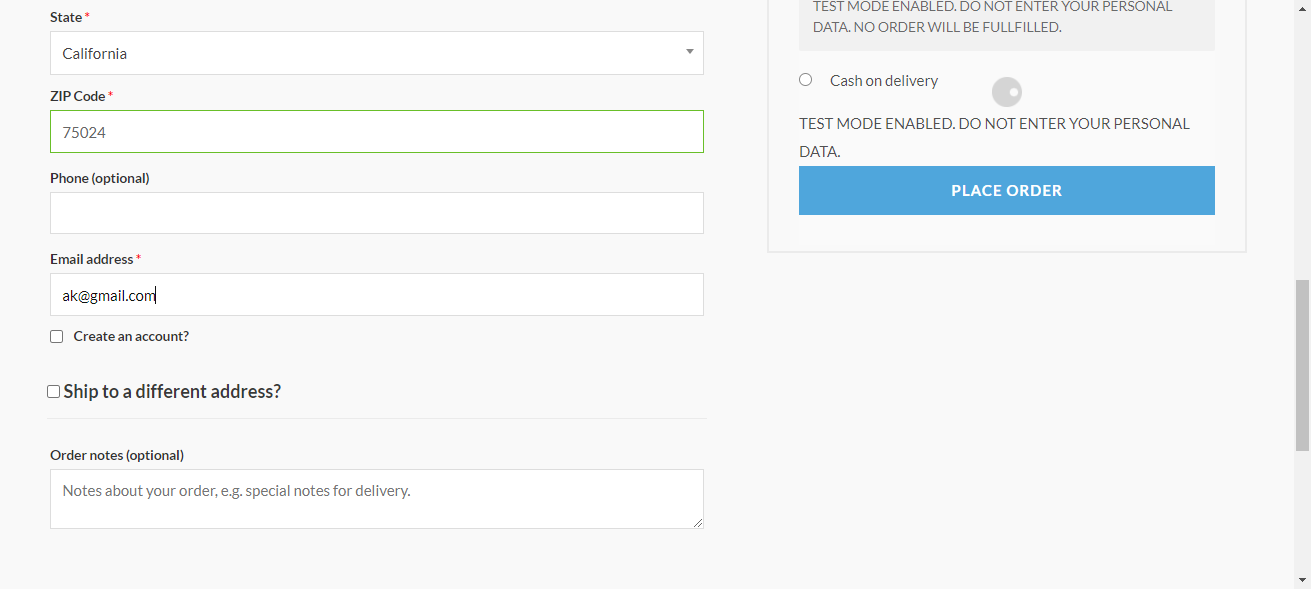 State *
California
ZIP Code *
75024
Phone (optional)
Email address *
ak@gmail.com
Create an account?
Ship to a different address?
Order notes (optional)
Notes about your order, e.g. special notes for delivery.
TEST MODE ENABLED. DO NOT ENTER YOUR PERSONAL
DATA. NO ORDER WILL BE FULLFILLED.
Cash on delivery
TEST MODE ENABLED. DO NOT ENTER YOUR PERSONAL
DATA.
PLACE ORDER